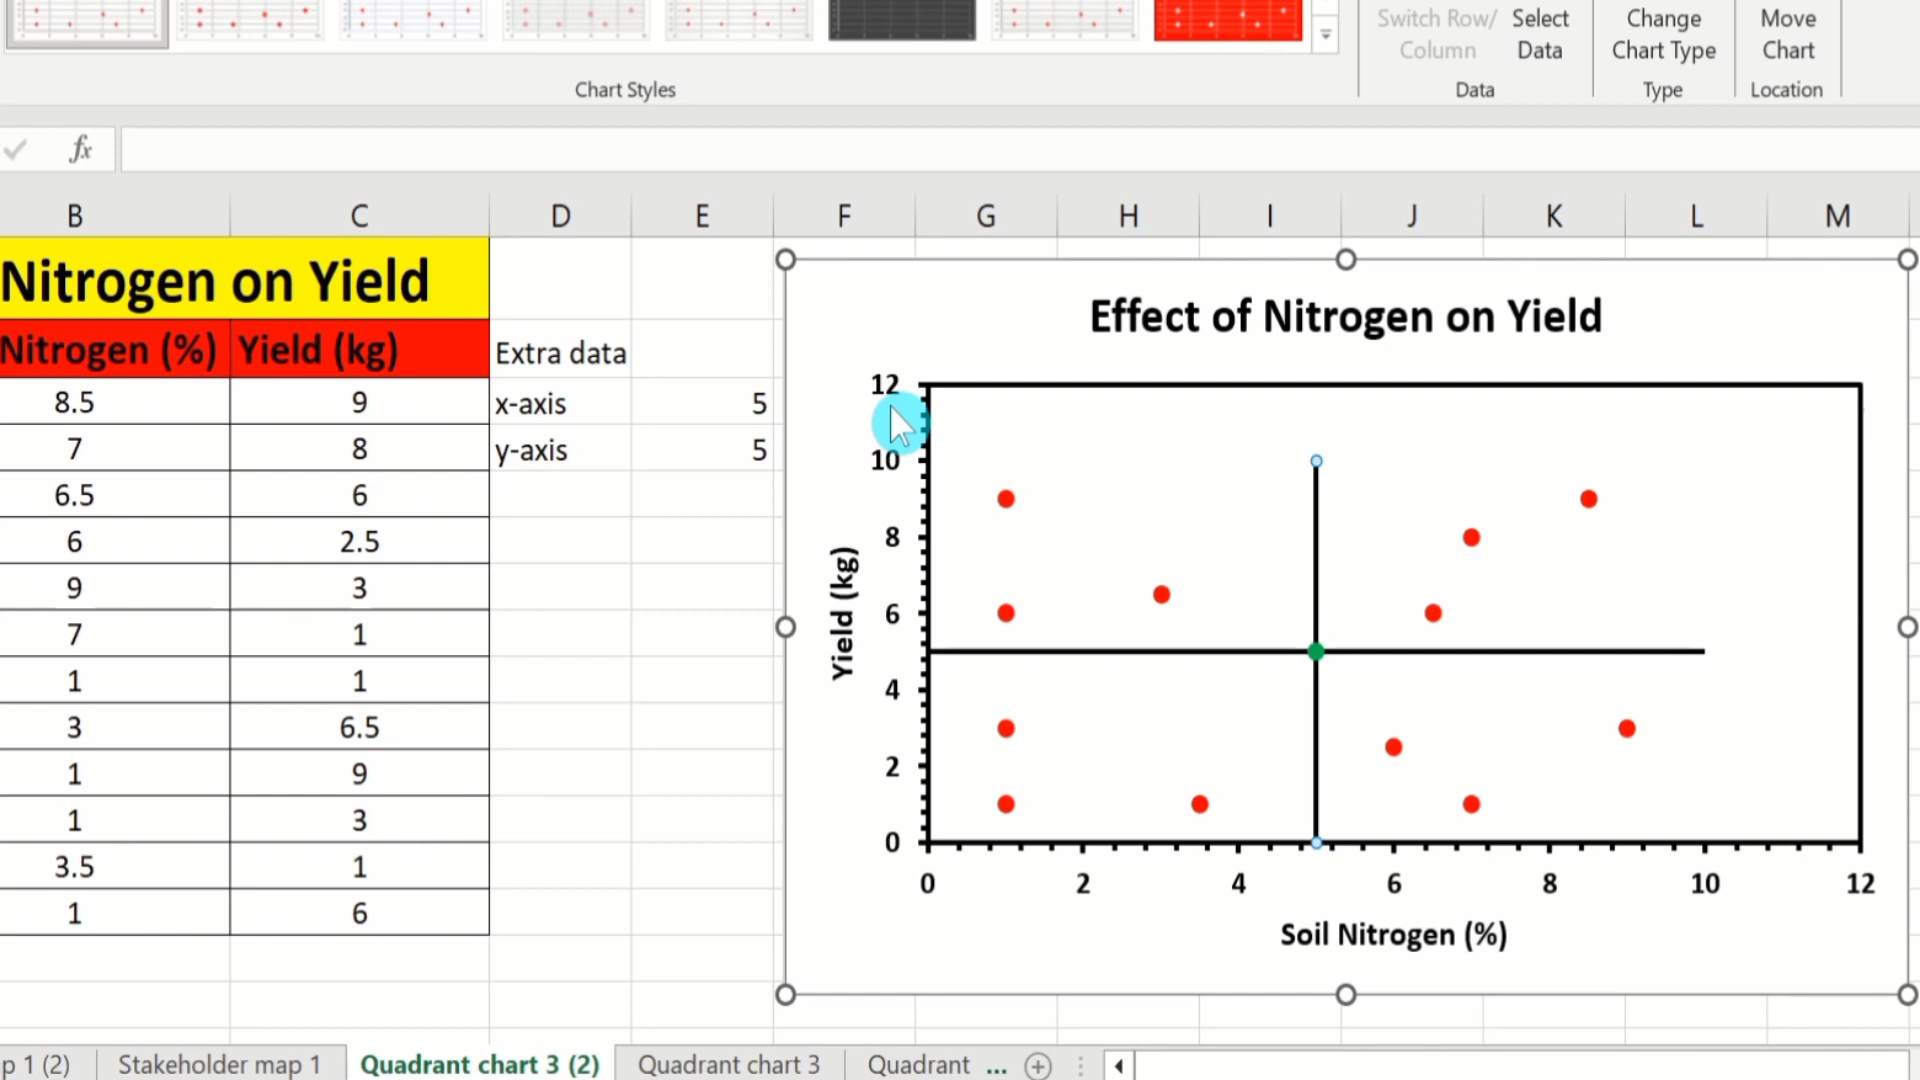 Switch Row/
Column
Select
Data
Change
Chart Type
Move
Chart
Chart Styles
Data
Type
Location
fx
B C D E F G H I J K L M
Nitrogen on Yield
Nitrogen (%) Yield (kg) Extra data
8.5 9 x-axis 5
7 8 y-axis 5
6.5 6
6 2.5
9 3
7 1
1 1
3 6.5
1 9
1 3
3.5 1
1 6
Effect of Nitrogen on Yield
12
10
8
6
4
2
0
Yield (kg)
0 2 4 6 8 10 12
Soil Nitrogen (%)
p 1 (2) Stakeholder map 1 Quadrant chart 3 (2) Quadrant chart 3 Quadrant ...